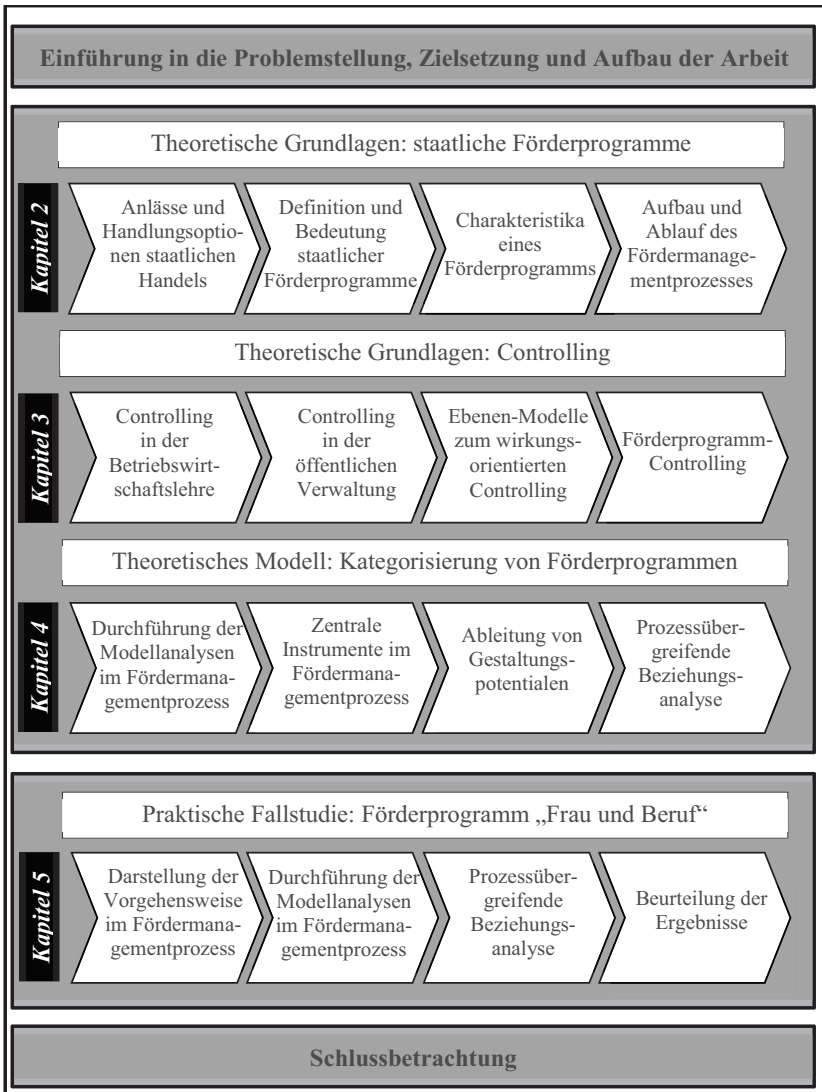 Einführung in die Problemstellung, Zielsetzung und Aufbau der Arbeit
Theoretische Grundlagen: staatliche Förderprogramme
Kapitel 2
Anlässe und
Handlungsoptio-
nen staatlichen
Handels
Definition und
Bedeutung
staatlicher
Förderprogramme
Charakteristika
eines
Förderprogramms
Aufbau und
Ablauf des
Fördermanage-
mentprozesses
Theoretische Grundlagen: Controlling
Kapitel 3
Controlling
in der
Betriebswirt-
schaftslehre
Controlling
in der
öffentlichen
Verwaltung
Ebenen-Modelle
zum wirkungs-
orientierten
Controlling
Förderprogramm-
Controlling
Theoretisches Modell: Kategorisierung von Förderprogrammen
Kapitel 4
Durchführung der
Modellanalysen
im Fördermana-
gementprozess
Zentrale
Instrumente im
Fördermana-
gementprozess
Ableitung von
Gestaltungs-
potentialen
Prozessüber-
greifende
Beziehungs-
analyse
Praktische Fallstudie: Förderprogramm „Frau und Beruf“
Kapitel 5
Darstellung der
Vorgehensweise
im Fördermana-
gementprozess
Durchführung der
Modellanalysen
im Fördermana-
gementprozess
Prozessüber-
greifende
Beziehungs-
analyse
Beurteilung der
Ergebnisse
Schlussbetrachtung